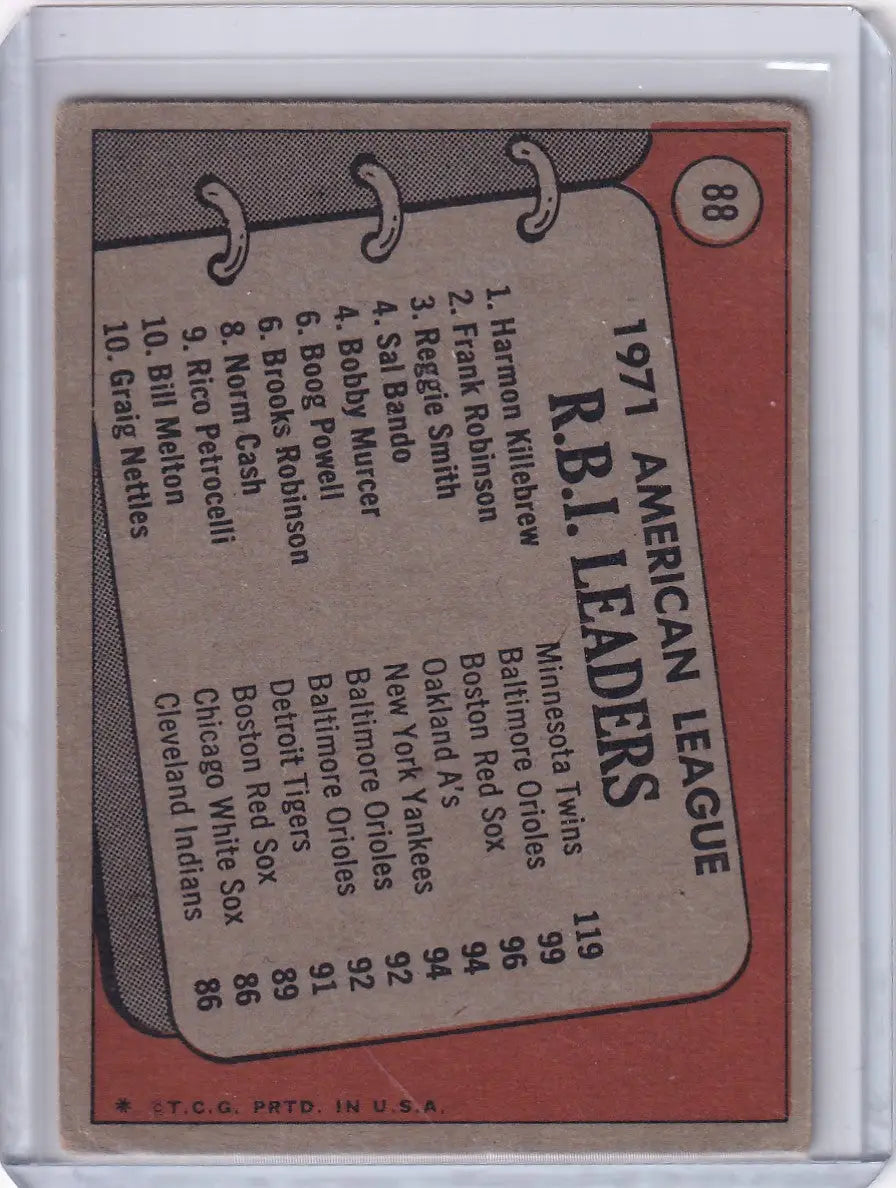 88
1971 AMERICAN LEAGUE
R.B.I. LEADERS
1. Harmon Killebrew Minnesota Twins 119
2. Frank Robinson Baltimore Orioles 99
3. Reggie Smith Boston Red Sox 96
4. Sal Bando Oakland A's 94
4. Bobby Murcer New York Yankees 94
6. Boog Powell Baltimore Orioles 92
6. Brooks Robinson Baltimore Orioles 92
8. Norm Cash Detroit Tigers 91
9. Rico Petrocelli Boston Red Sox 89
10. Bill Melton Chicago White Sox 86
10. Graig Nettles Cleveland Indians 86
* ©T.C.G. PRTD. IN U.S.A.